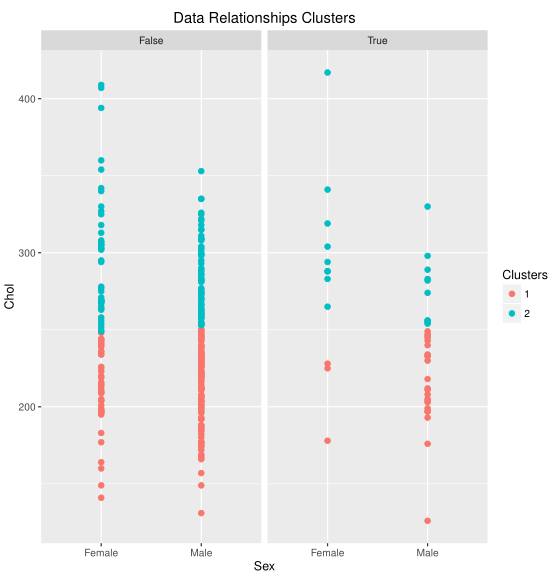 Data Relationships Clusters
False
True
400
300
200
Chol
Female
Male
Female
Male
Sex
Clusters
1
2